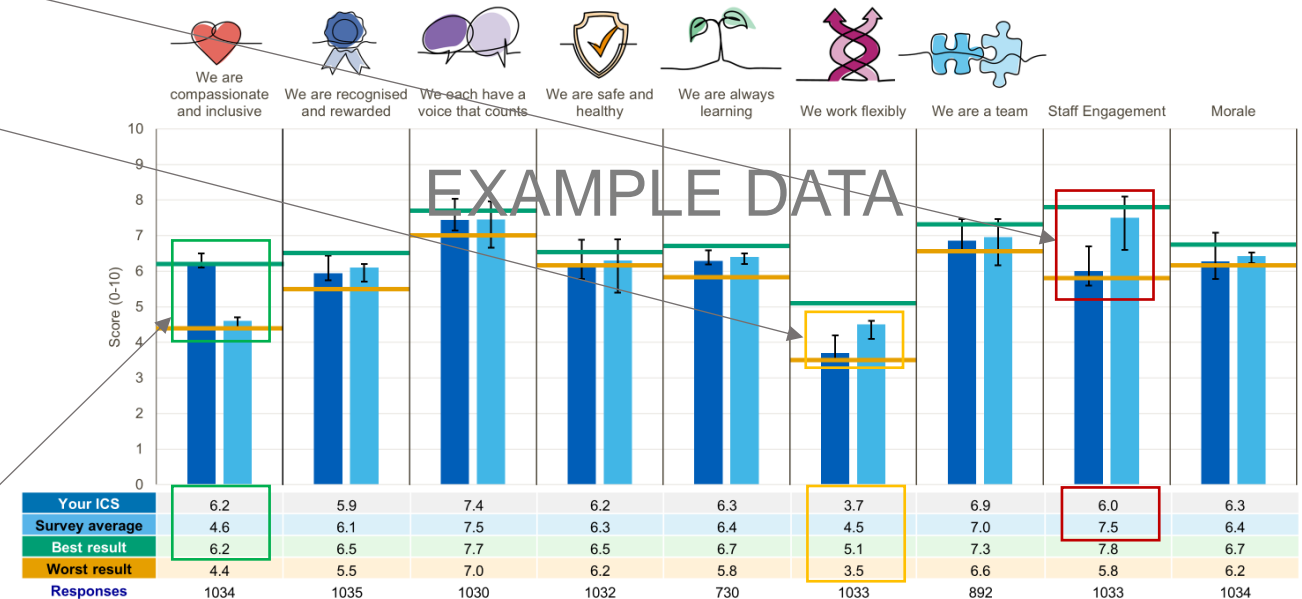 We are
compassionate
and inclusive
We are recognised
and rewarded
We each have a
voice that counts
We are safe and
healthy
We are always
learning
We work flexibly
We are a team
Staff Engagement
Morale
EXAMPLE DATA
Score (0-10)
10
9
8
7
6
5
4
3
2
1
0
Your ICS 6.2 5.9 7.4 6.2 6.3 3.7 6.9 6.0 6.3
Survey average 4.6 6.1 7.5 6.3 6.4 4.5 7.0 7.5 6.4
Best result 6.2 6.5 7.7 6.5 6.7 5.1 7.3 7.8 6.7
Worst result 4.4 5.5 7.0 6.2 5.8 3.5 6.6 5.8 6.2
Responses 1034 1035 1030 1032 730 1033 892 1033 1034